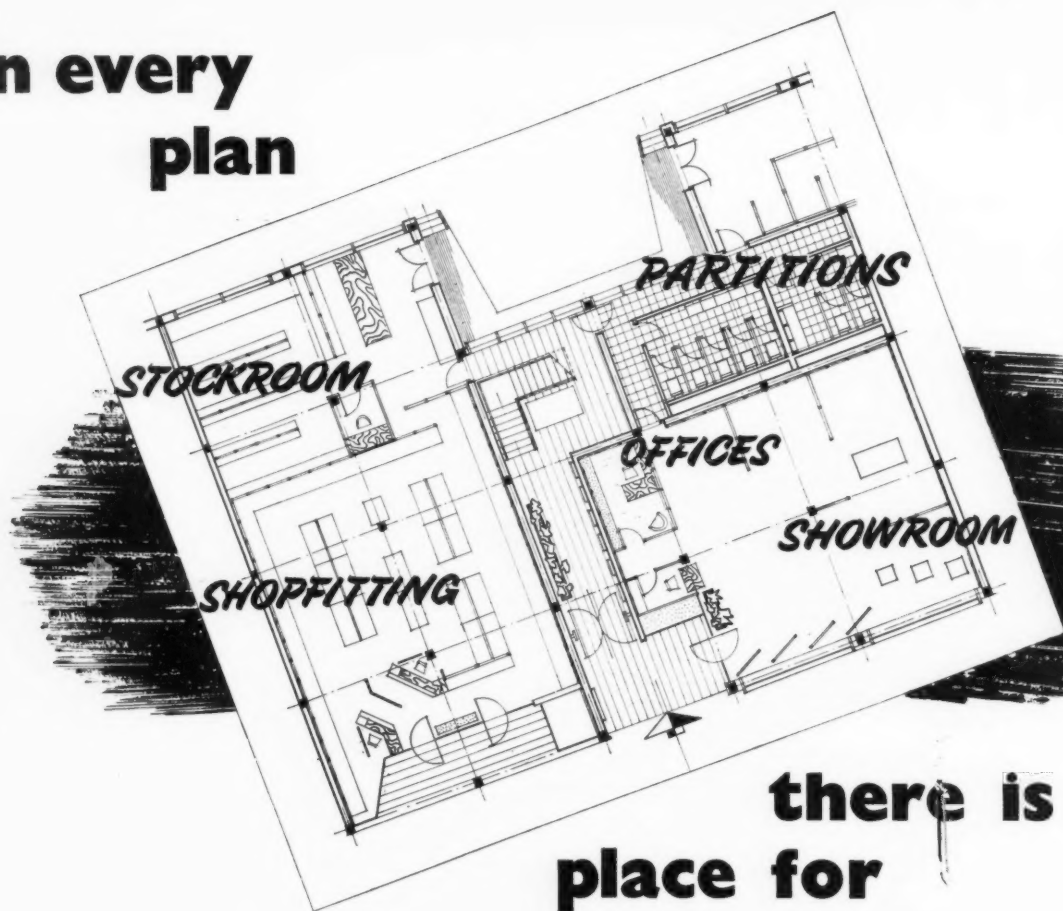 n every
plan
PARTITIONS
STOCKROOM
OFFICES
SHOWROOM
SHOPFITTING
there is
place for